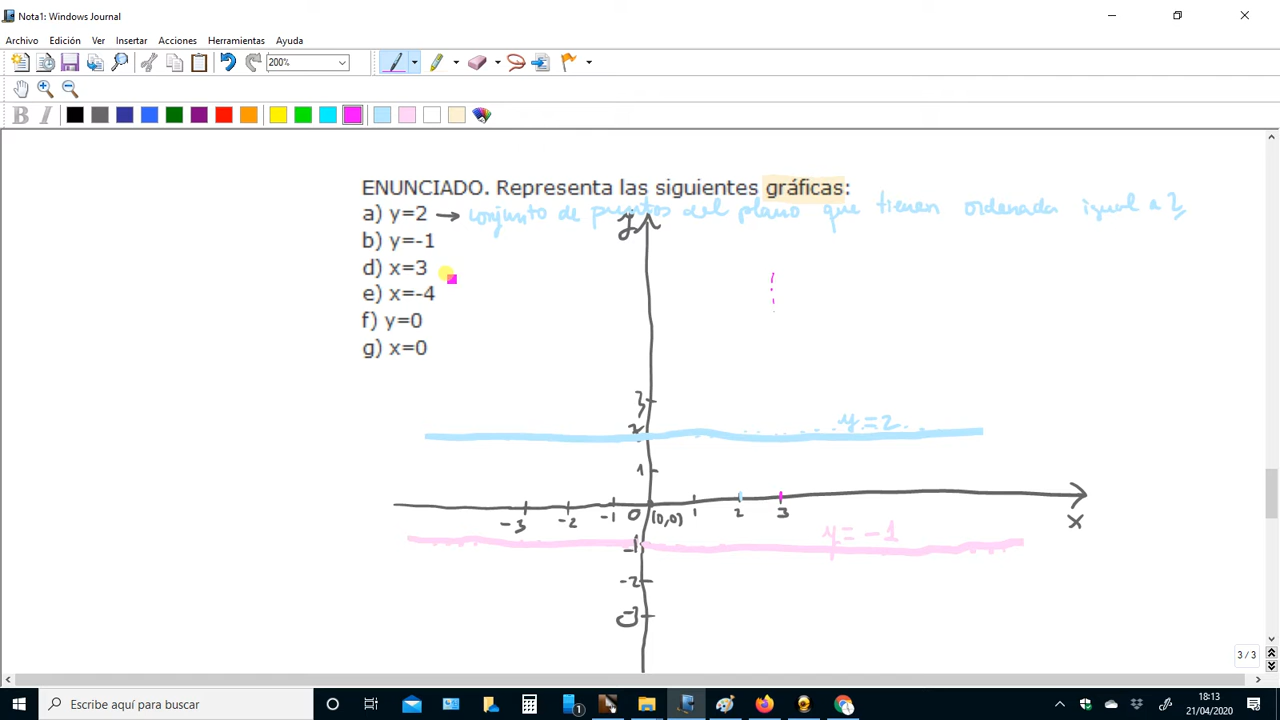 Nota1: Windows Journal
Archivo Edición Ver Insertar Acciones Herramientas Ayuda
200%
B I
ENUNCIADO. Representa las siguientes gráficas:
a) y=2 → conjunto de puntos del plano que tienen ordenada igual a 2
b) y=-1
d) x=3
e) x=-4
f) y=0
g) x=0
y
3
2
y=2
1
-3 -2 -1 0 (0,0) 1 2 3
x
-1
y=-1
-2
-3
3 / 3
Escribe aquí para buscar
1
18:13
21/04/2020